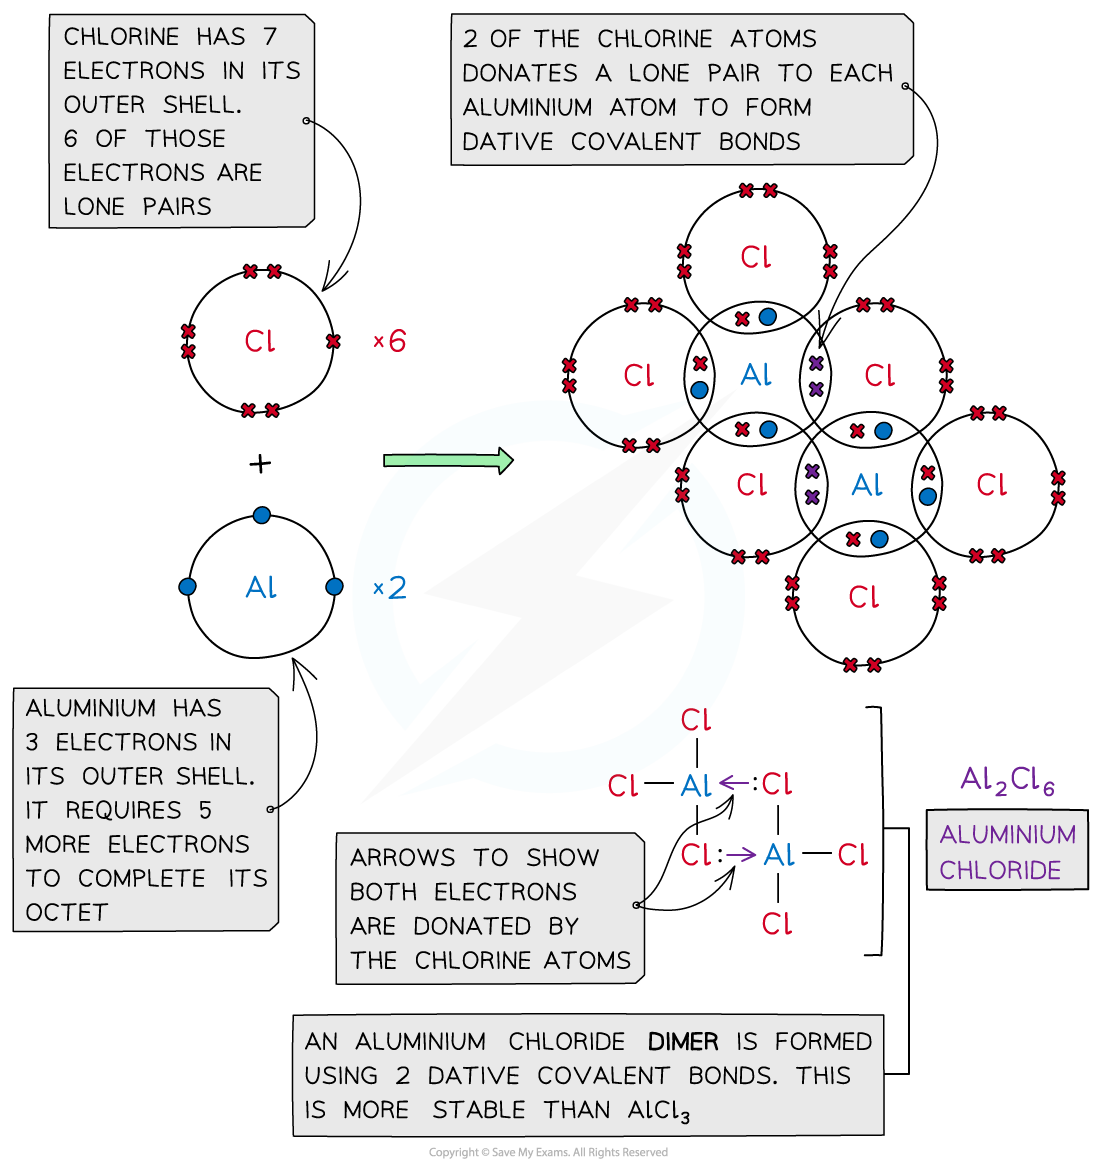 CHLORINE HAS 7
ELECTRONS IN ITS
OUTER SHELL.
6 OF THOSE
ELECTRONS ARE
LONE PAIRS
2 OF THE CHLORINE ATOMS
DONATES A LONE PAIR TO EACH
ALUMINIUM ATOM TO FORM
DATIVE COVALENT BONDS
Cl
×6
+
Al
×2
Cl
Cl
Al
Cl
Cl
Al
Cl
Cl
ALUMINIUM HAS
3 ELECTRONS IN
ITS OUTER SHELL.
IT REQUIRES 5
MORE ELECTRONS
TO COMPLETE ITS
OCTET
Cl
Cl Al :Cl
Cl: Al Cl
Cl
ARROWS TO SHOW
BOTH ELECTRONS
ARE DONATED BY
THE CHLORINE ATOMS
Al₂Cl₆
ALUMINIUM
CHLORIDE
AN ALUMINIUM CHLORIDE DIMER IS FORMED
USING 2 DATIVE COVALENT BONDS. THIS
IS MORE STABLE THAN AlCl₃
Copyright © Save My Exams. All Rights Reserved